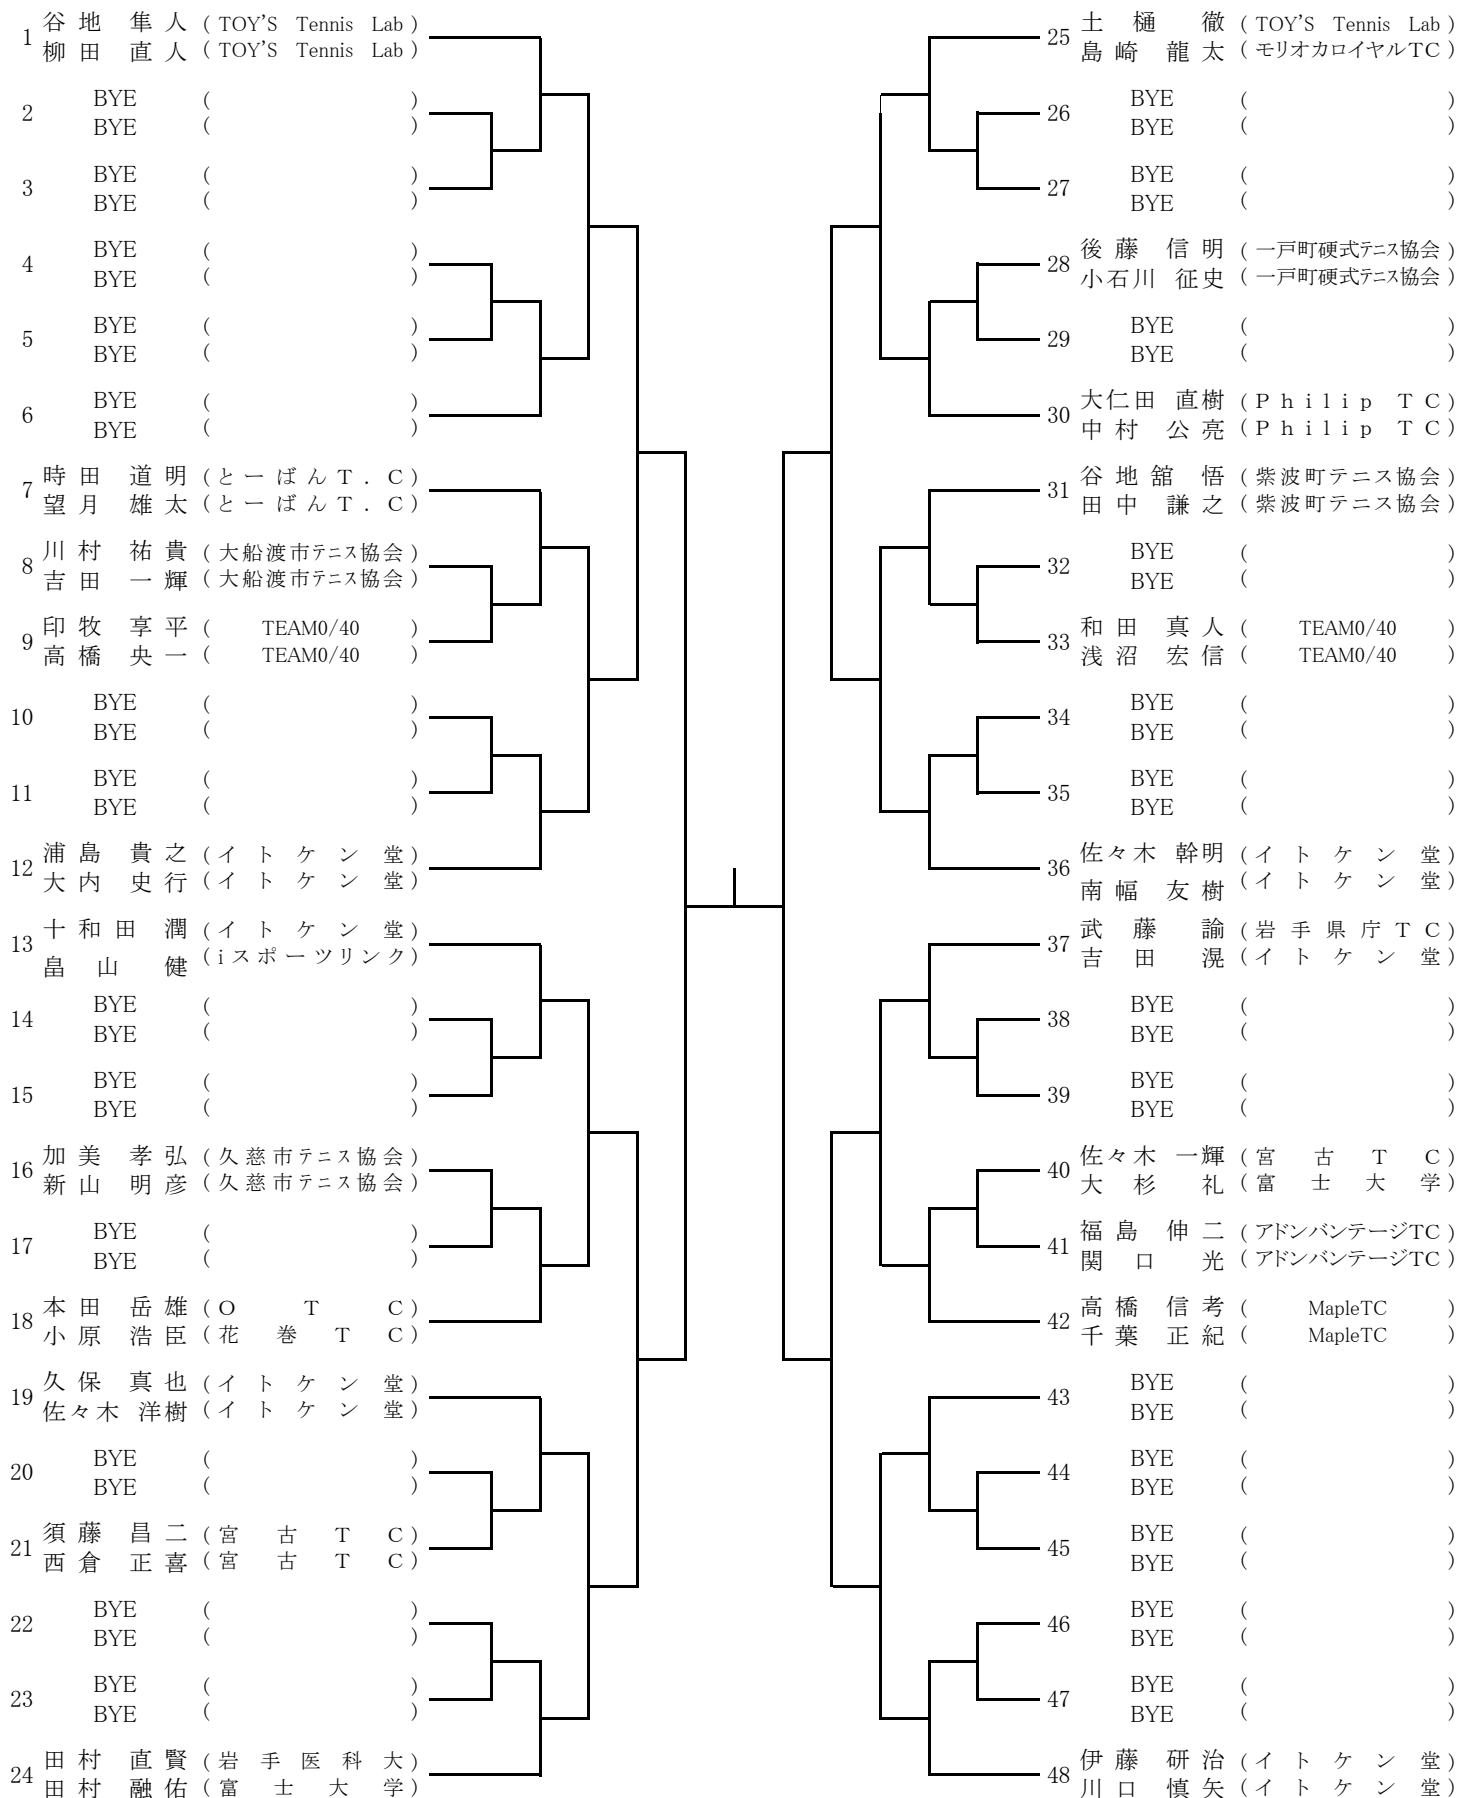 1 谷地 隼人 ( TOY'S Tennis Lab )
柳田 直人 ( TOY'S Tennis Lab )
2 BYE ( )
BYE ( )
3 BYE ( )
BYE ( )
4 BYE ( )
BYE ( )
5 BYE ( )
BYE ( )
6 BYE ( )
BYE ( )
7 時田 道明 ( とーばんT.C )
望月 雄太 ( とーばんT.C )
8 川村 祐貴 ( 大船渡市テニス協会 )
吉田 一輝 ( 大船渡市テニス協会 )
9 印牧 享平 ( TEAM0/40 )
高橋 央一 ( TEAM0/40 )
10 BYE ( )
BYE ( )
11 BYE ( )
BYE ( )
12 浦島 貴之 ( イトケン堂 )
大内 史行 ( イトケン堂 )
13 十和田 潤 ( イトケン堂 )
畠山 健 ( iスポーツリンク )
14 BYE ( )
BYE ( )
15 BYE ( )
BYE ( )
16 加美 孝弘 ( 久慈市テニス協会 )
新山 明彦 ( 久慈市テニス協会 )
17 BYE ( )
BYE ( )
18 本田 岳雄 ( OTC )
小原 浩臣 ( 花巻TC )
19 久保 真也 ( イトケン堂 )
佐々木 洋樹 ( イトケン堂 )
20 BYE ( )
BYE ( )
21 須藤 昌二 ( 宮古TC )
西倉 正喜 ( 宮古TC )
22 BYE ( )
BYE ( )
23 BYE ( )
BYE ( )
24 田村 直賢 ( 岩手医科大 )
田村 融佑 ( 富士大学 )
25 土樋 徹 ( TOY'S Tennis Lab )
島崎 龍太 ( モリオカロイヤルTC )
26 BYE ( )
BYE ( )
27 BYE ( )
BYE ( )
28 後藤 信明 ( 一戸町硬式テニス協会 )
小石川 征史 ( 一戸町硬式テニス協会 )
29 BYE ( )
BYE ( )
30 大仁田 直樹 ( Philip TC )
中村 公亮 ( Philip TC )
31 谷地舘 悟 ( 紫波町テニス協会 )
田中 謙之 ( 紫波町テニス協会 )
32 BYE ( )
BYE ( )
33 和田 真人 ( TEAM0/40 )
浅沼 宏信 ( TEAM0/40 )
34 BYE ( )
BYE ( )
35 BYE ( )
BYE ( )
36 佐々木 幹明 ( イトケン堂 )
南幅 友樹 ( イトケン堂 )
37 武藤 諭 ( 岩手県庁TC )
吉田 滉 ( イトケン堂 )
38 BYE ( )
BYE ( )
39 BYE ( )
BYE ( )
40 佐々木 一輝 ( 宮古TC )
大杉 礼 ( 富士大学 )
41 福島 伸二 ( アドンバンテージTC )
関口 光 ( アドンバンテージTC )
42 高橋 信考 ( MapleTC )
千葉 正紀 ( MapleTC )
43 BYE ( )
BYE ( )
44 BYE ( )
BYE ( )
45 BYE ( )
BYE ( )
46 BYE ( )
BYE ( )
47 BYE ( )
BYE ( )
48 伊藤 研治 ( イトケン堂 )
川口 慎矢 ( イトケン堂 )